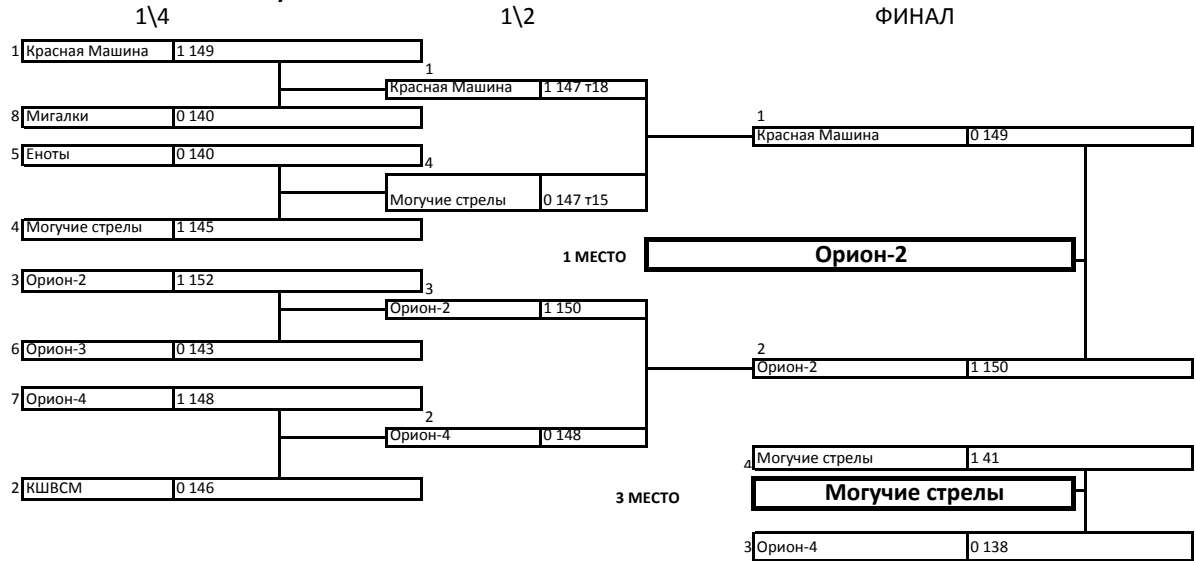 1\4 1\2 ФИНАЛ
1 Красная Машина 1 149
1
Красная Машина 1 147 т18
8 Мигалки 0 140
1
Красная Машина 0 149
5 Еноты 0 140
4
Могучие стрелы 0 147 т15
4 Могучие стрелы 1 145
1 МЕСТО Орион-2
3 Орион-2 1 152
3
Орион-2 1 150
6 Орион-3 0 143
2
Орион-2 1 150
7 Орион-4 1 148
2
Орион-4 0 148
4 Могучие стрелы 1 41
2 КШВСМ 0 146
3 МЕСТО Могучие стрелы
3 Орион-4 0 138